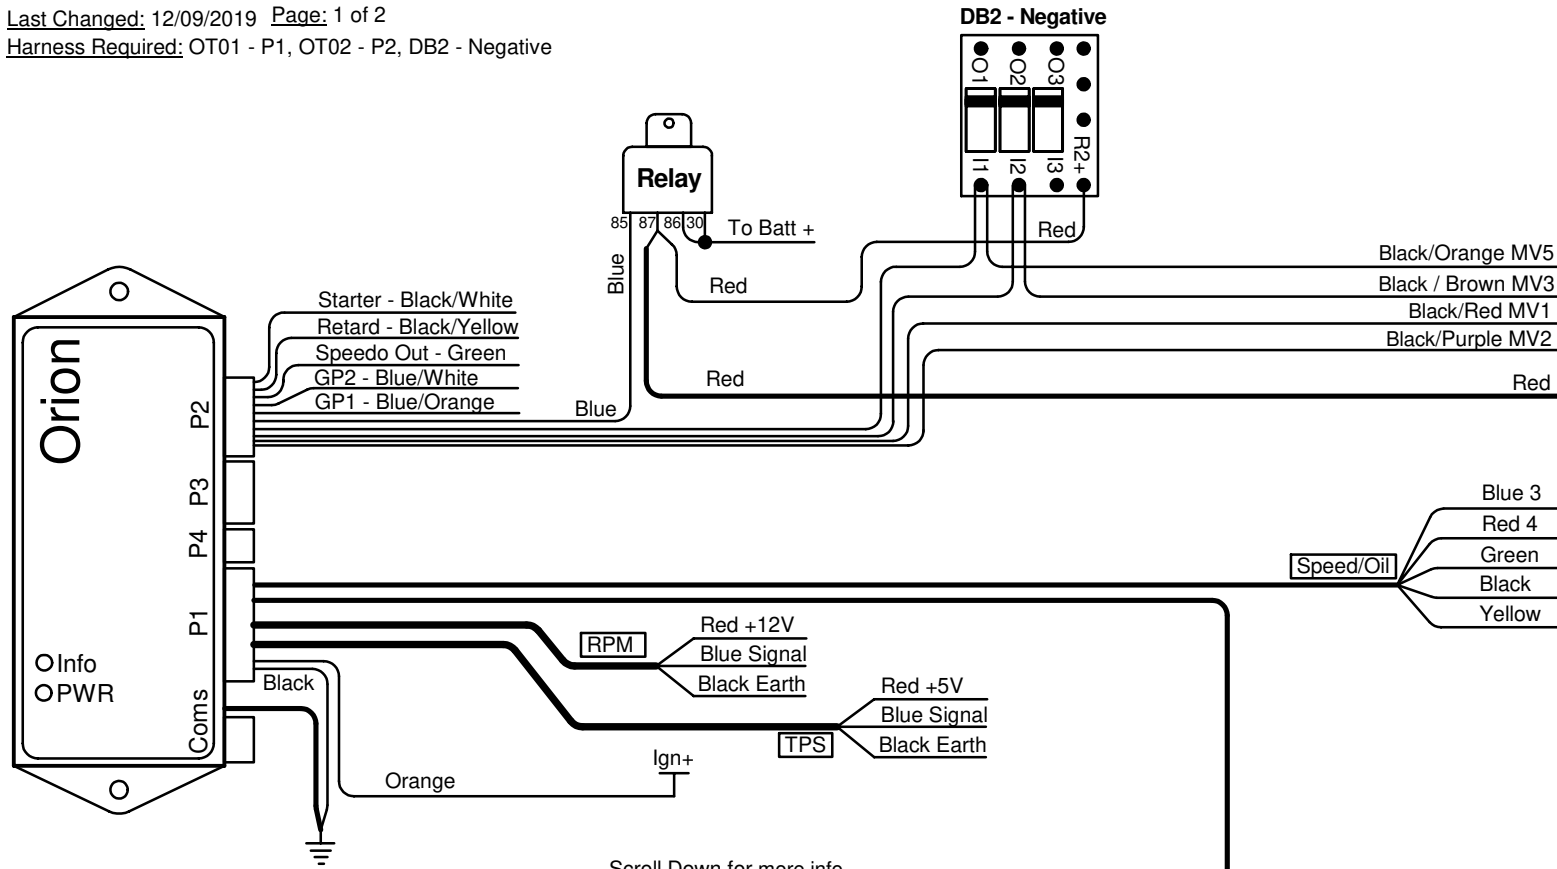 Last Changed: 12/09/2019 Page: 1 of 2
Harness Required: OT01 - P1, OT02 - P2, DB2 - Negative
DB2 - Negative
O1
O2
O3
R2+
I1
I2
I3
Relay
85 87 86 30
To Batt +
Red
Blue
Red
Black/Orange MV5
Black / Brown MV3
Black/Red MV1
Black/Purple MV2
Starter - Black/White
Retard - Black/Yellow
Speedo Out - Green
GP2 - Blue/White
GP1 - Blue/Orange
Blue
Red
Red
Orion
P2
P3
P4
P1
Coms
Info
PWR
Blue 3
Red 4
Green
Black
Yellow
Speed/Oil
RPM
Red +12V
Blue Signal
Black Earth
Black
Red +5V
Blue Signal
Black Earth
TPS
Ign+
Orange
Scroll Down for more info